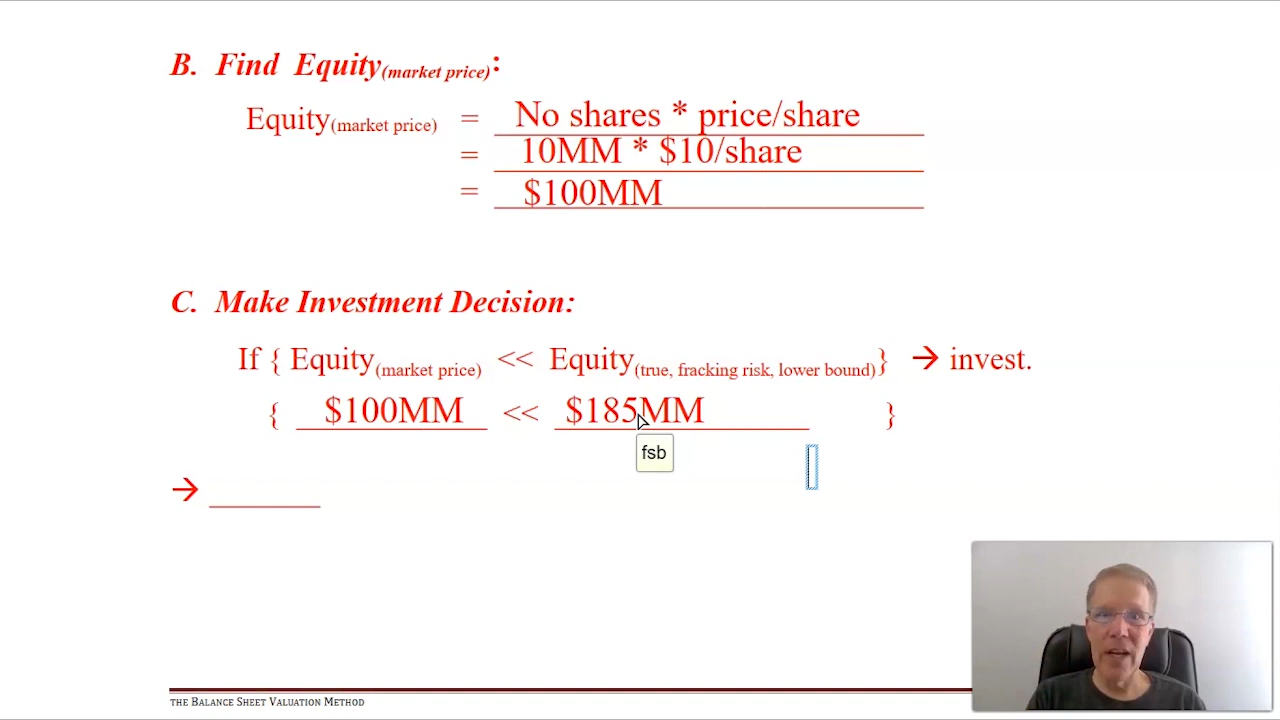 B. Find Equity(market price):
Equity(market price) = No shares * price/share
= 10MM * $10/share
= $100MM
C. Make Investment Decision:
If { Equity(market price) << Equity(true, fracking risk, lower bound)} → invest.
{ $100MM << $185MM }
fsb
→ ______
THE BALANCE SHEET VALUATION METHOD